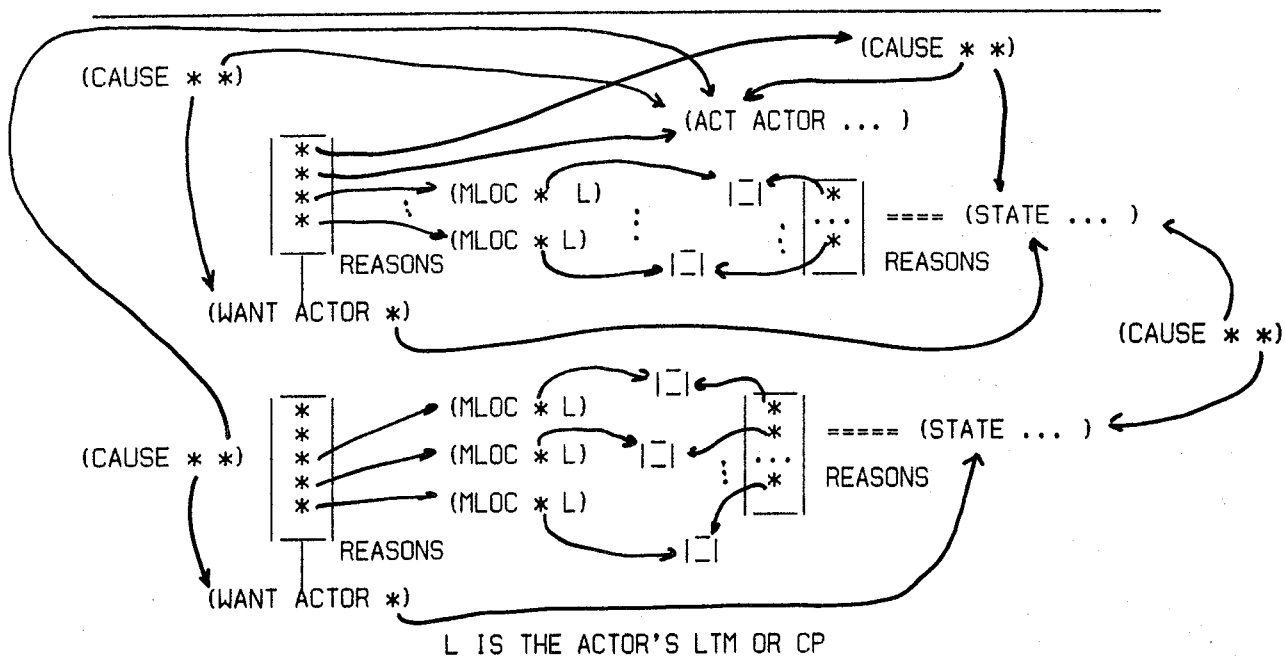 (CAUSE * *)
(CAUSE * *)
(ACT ACTOR ... )
*
*
*
*
REASONS
(MLOC * L)
(MLOC * L)
*
...
*
REASONS
==== (STATE ... )
(WANT ACTOR *)
(CAUSE * *)
(CAUSE * *)
*
*
*
*
*
REASONS
(MLOC * L)
(MLOC * L)
(MLOC * L)
*
*
...
*
REASONS
===== (STATE ... )
(WANT ACTOR *)
L IS THE ACTOR'S LTM OR CP